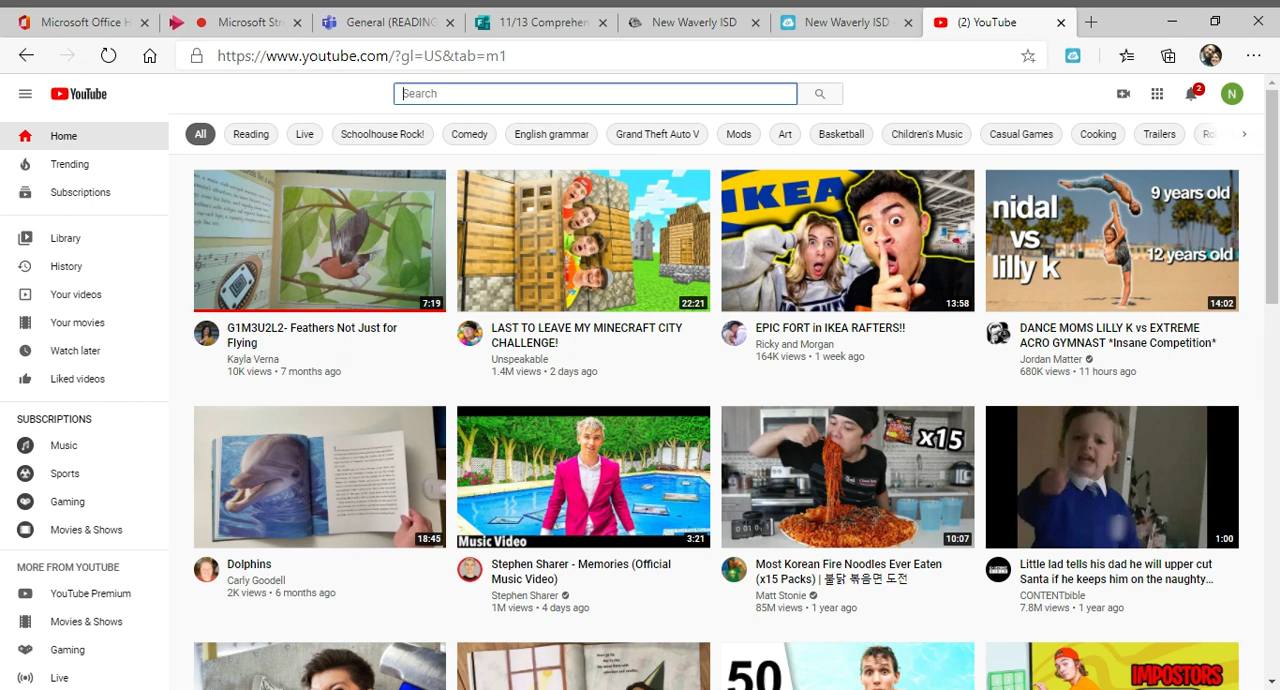 Microsoft Office H
Microsoft Str
General (READING
11/13 Comprehen
New Waverly ISD
New Waverly ISD -
(2) YouTube
https://www.youtube.com/?gl=US&tab=m1
YouTube
Search
2
N
Home
Trending
Subscriptions
Library
History
Your videos
Your movies
Watch later
Liked videos
SUBSCRIPTIONS
Music
Sports
Gaming
Movies & Shows
MORE FROM YOUTUBE
YouTube Premium
Movies & Shows
Gaming
Live
All
Reading
Live
Schoolhouse Rock!
Comedy
English grammar
Grand Theft Auto V
Mods
Art
Basketball
Children's Music
Casual Games
Cooking
Trailers
Ro
7:19
G1M3U2L2- Feathers Not Just for
Flying
Kayla Verna
10K views • 7 months ago
22:21
LAST TO LEAVE MY MINECRAFT CITY
CHALLENGE!
Unspeakable
1.4M views • 2 days ago
IKEA
13:58
EPIC FORT in IKEA RAFTERS!!
Ricky and Morgan
164K views • 1 week ago
nidal
vs
lilly k
9 years old
12 years old
14:02
DANCE MOMS LILLY K vs EXTREME
ACRO GYMNAST *Insane Competition*
Jordan Matter
680K views • 11 hours ago
18:45
Dolphins
Carly Goodell
2K views • 6 months ago
Music Video
3:21
Stephen Sharer - Memories (Official
Music Video)
Stephen Sharer
1M views • 4 days ago
x15
10:07
Most Korean Fire Noodles Ever Eaten
(x15 Packs) | 불닭 볶음면 도전
Matt Stonie
85M views • 1 year ago
1:00
Little lad tells his dad he will upper cut
Santa if he keeps him on the naughty...
CONTENTbible
7.8M views • 1 year ago
50
IMPOSTORS